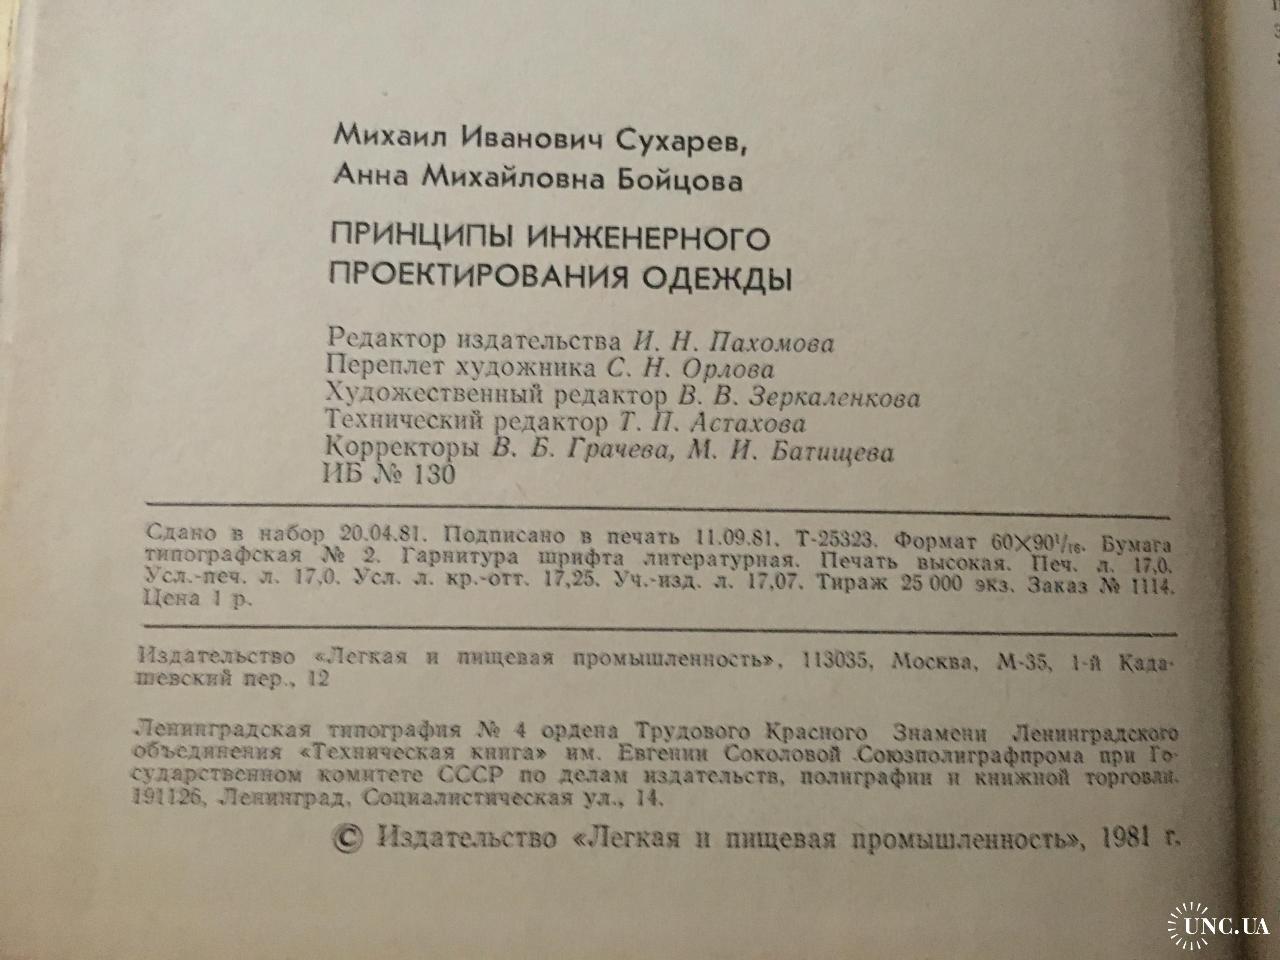 Михаил Иванович Сухарев,
Анна Михайловна Бойцова
ПРИНЦИПЫ ИНЖЕНЕРНОГО
ПРОЕКТИРОВАНИЯ ОДЕЖДЫ
Редактор издательства И. Н. Пахомова
Переплет художника С. Н. Орлова
Художественный редактор В. В. Зеркаленкова
Технический редактор Т. П. Астахова
Корректоры В. Б. Грачева, М. И. Батищева
ИБ № 130
Сдано в набор 20.04.81. Подписано в печать 11.09.81. Т-25323. Формат 60×90¹/₁₆. Бумага
типографская № 2. Гарнитура шрифта литературная. Печать высокая. Печ. л. 17,0.
Усл.-печ. л. 17,0. Усл. л. кр.-отт. 17,25. Уч.-изд. л. 17,07. Тираж 25 000 экз. Заказ № 1114.
Цена 1 р.
Издательство «Легкая и пищевая промышленность», 113035, Москва, М-35, 1-й Када-
шевский пер., 12
Ленинградская типография № 4 ордена Трудового Красного Знамени Ленинградского
объединения «Техническая книга» им. Евгении Соколовой Союзполиграфпрома при Го-
сударственном комитете СССР по делам издательств, полиграфии и книжной торговли.
191126, Ленинград, Социалистическая ул., 14.
© Издательство «Легкая и пищевая промышленность», 1981 г.
UNC.UA